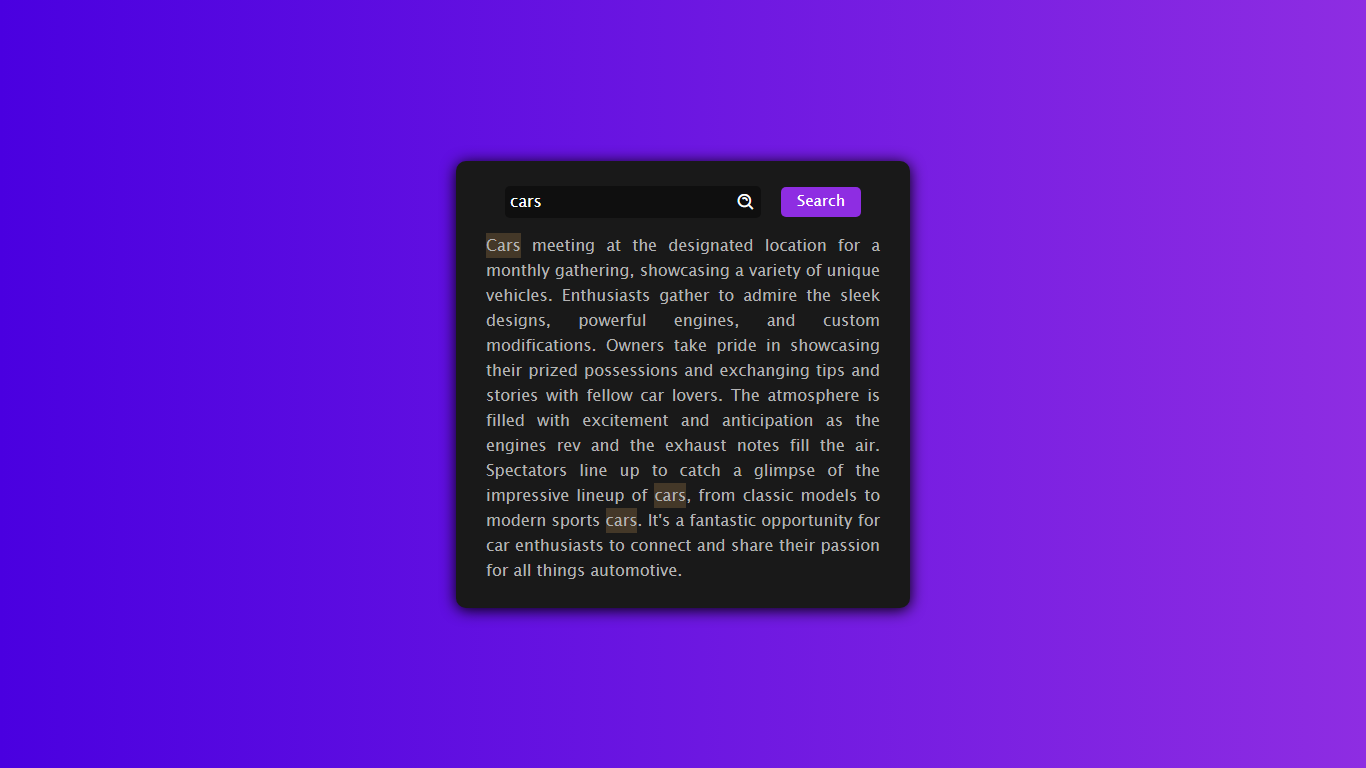 cars
Search
Cars meeting at the designated location for a
monthly gathering, showcasing a variety of unique
vehicles. Enthusiasts gather to admire the sleek
designs, powerful engines, and custom
modifications. Owners take pride in showcasing
their prized possessions and exchanging tips and
stories with fellow car lovers. The atmosphere is
filled with excitement and anticipation as the
engines rev and the exhaust notes fill the air.
Spectators line up to catch a glimpse of the
impressive lineup of cars, from classic models to
modern sports cars. It's a fantastic opportunity for
car enthusiasts to connect and share their passion
for all things automotive.